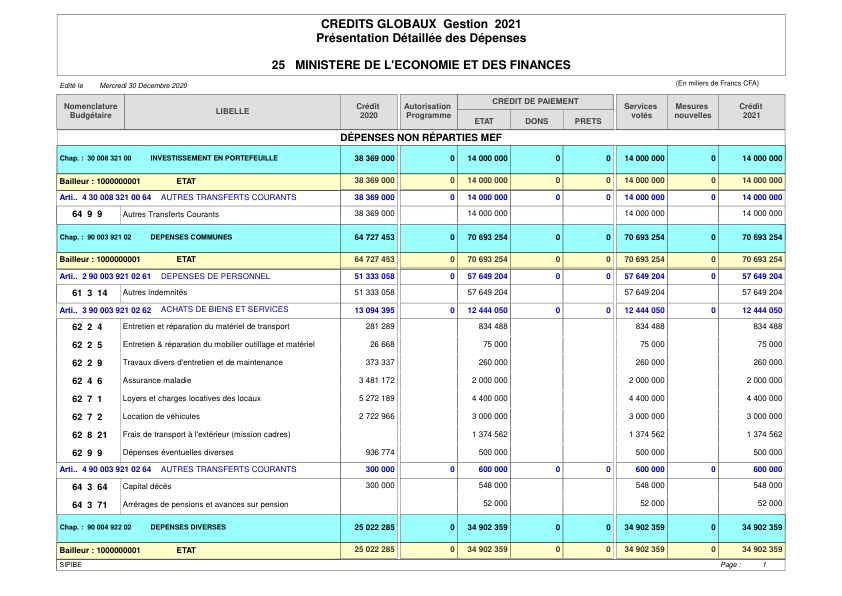 CREDITS GLOBAUX Gestion 2021
Présentation Détaillée des Dépenses
25 MINISTERE DE L'ECONOMIE ET DES FINANCES
Edité le Mercredi 30 Décembre 2020 (En milliers de Francs CFA)
Nomenclature Budgétaire LIBELLE Crédit 2020 Autorisation Programme CREDIT DE PAIEMENT ETAT DONS PRETS Services votés Mesures nouvelles Crédit 2021
DÉPENSES NON RÉPARTIES MEF
Chap. : 30 008 321 00 INVESTISSEMENT EN PORTEFEUILLE 38 369 000 0 14 000 000 0 0 14 000 000 0 14 000 000
Bailleur : 1000000001 ETAT 38 369 000 0 14 000 000 0 0 14 000 000 0 14 000 000
Arti.. 4 30 008 321 00 64 AUTRES TRANSFERTS COURANTS 38 369 000 0 14 000 000 0 0 14 000 000 0 14 000 000
64 9 9 Autres Transferts Courants 38 369 000 14 000 000 14 000 000 14 000 000
Chap. : 90 003 921 02 DEPENSES COMMUNES 64 727 453 0 70 693 254 0 0 70 693 254 0 70 693 254
Bailleur : 1000000001 ETAT 64 727 453 0 70 693 254 0 0 70 693 254 0 70 693 254
Arti.. 2 90 003 921 02 61 DEPENSES DE PERSONNEL 51 333 058 0 57 649 204 0 0 57 649 204 0 57 649 204
61 3 14 Autres indemnités 51 333 058 57 649 204 57 649 204 57 649 204
Arti.. 3 90 003 921 02 62 ACHATS DE BIENS ET SERVICES 13 094 395 0 12 444 050 0 0 12 444 050 0 12 444 050
62 2 4 Entretien et réparation du matériel de transport 281 289 834 488 834 488 834 488
62 2 5 Entretien & réparation du mobilier outillage et matériel 26 668 75 000 75 000 75 000
62 2 9 Travaux divers d'entretien et de maintenance 373 337 260 000 260 000 260 000
62 4 6 Assurance maladie 3 481 172 2 000 000 2 000 000 2 000 000
62 7 1 Loyers et charges locatives des locaux 5 272 189 4 400 000 4 400 000 4 400 000
62 7 2 Location de véhicules 2 722 966 3 000 000 3 000 000 3 000 000
62 8 21 Frais de transport à l'extérieur (mission cadres) 1 374 562 1 374 562 1 374 562
62 9 9 Dépenses éventuelles diverses 936 774 500 000 500 000 500 000
Arti.. 4 90 003 921 02 64 AUTRES TRANSFERTS COURANTS 300 000 0 600 000 0 0 600 000 0 600 000
64 3 64 Capital décès 300 000 548 000 548 000 548 000
64 3 71 Arrérages de pensions et avances sur pension 52 000 52 000 52 000
Chap. : 90 004 922 02 DEPENSES DIVERSES 25 022 285 0 34 902 359 0 0 34 902 359 0 34 902 359
Bailleur : 1000000001 ETAT 25 022 285 0 34 902 359 0 0 34 902 359 0 34 902 359
SIPIBE Page : 1